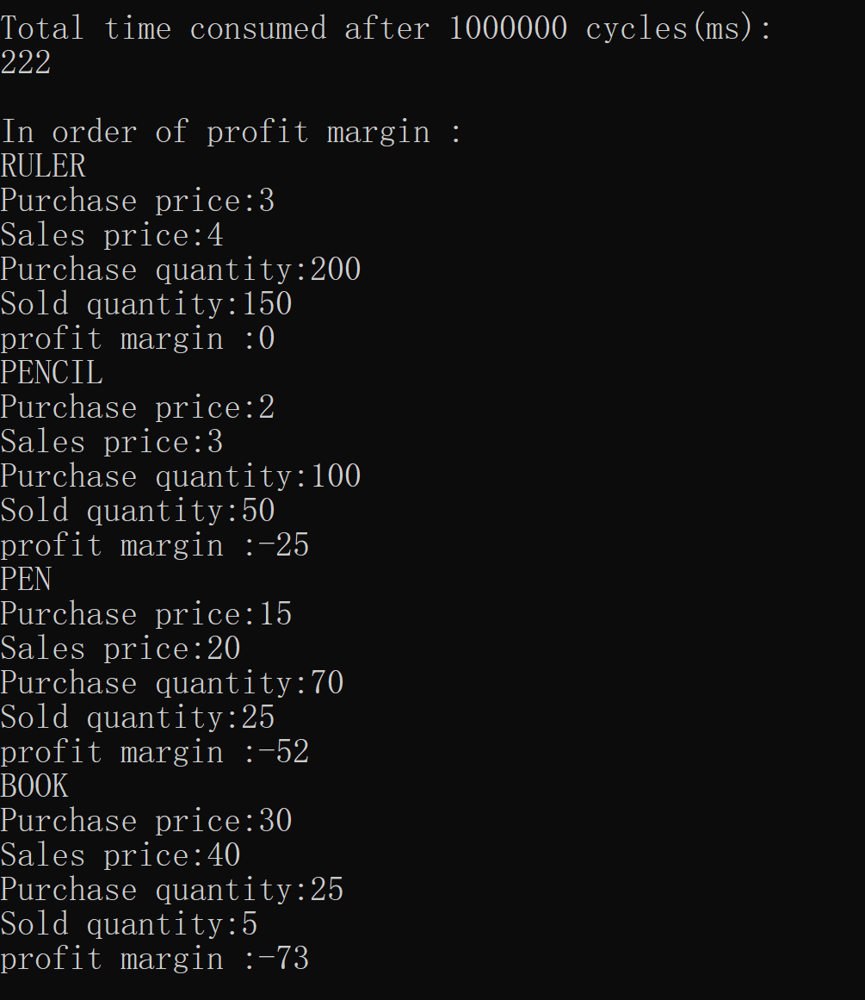 Total time consumed after 1000000 cycles(ms):
222
In order of profit margin :
RULER
Purchase price:3
Sales price:4
Purchase quantity:200
Sold quantity:150
profit margin :0
PENCIL
Purchase price:2
Sales price:3
Purchase quantity:100
Sold quantity:50
profit margin :-25
PEN
Purchase price:15
Sales price:20
Purchase quantity:70
Sold quantity:25
profit margin :-52
BOOK
Purchase price:30
Sales price:40
Purchase quantity:25
Sold quantity:5
profit margin :-73